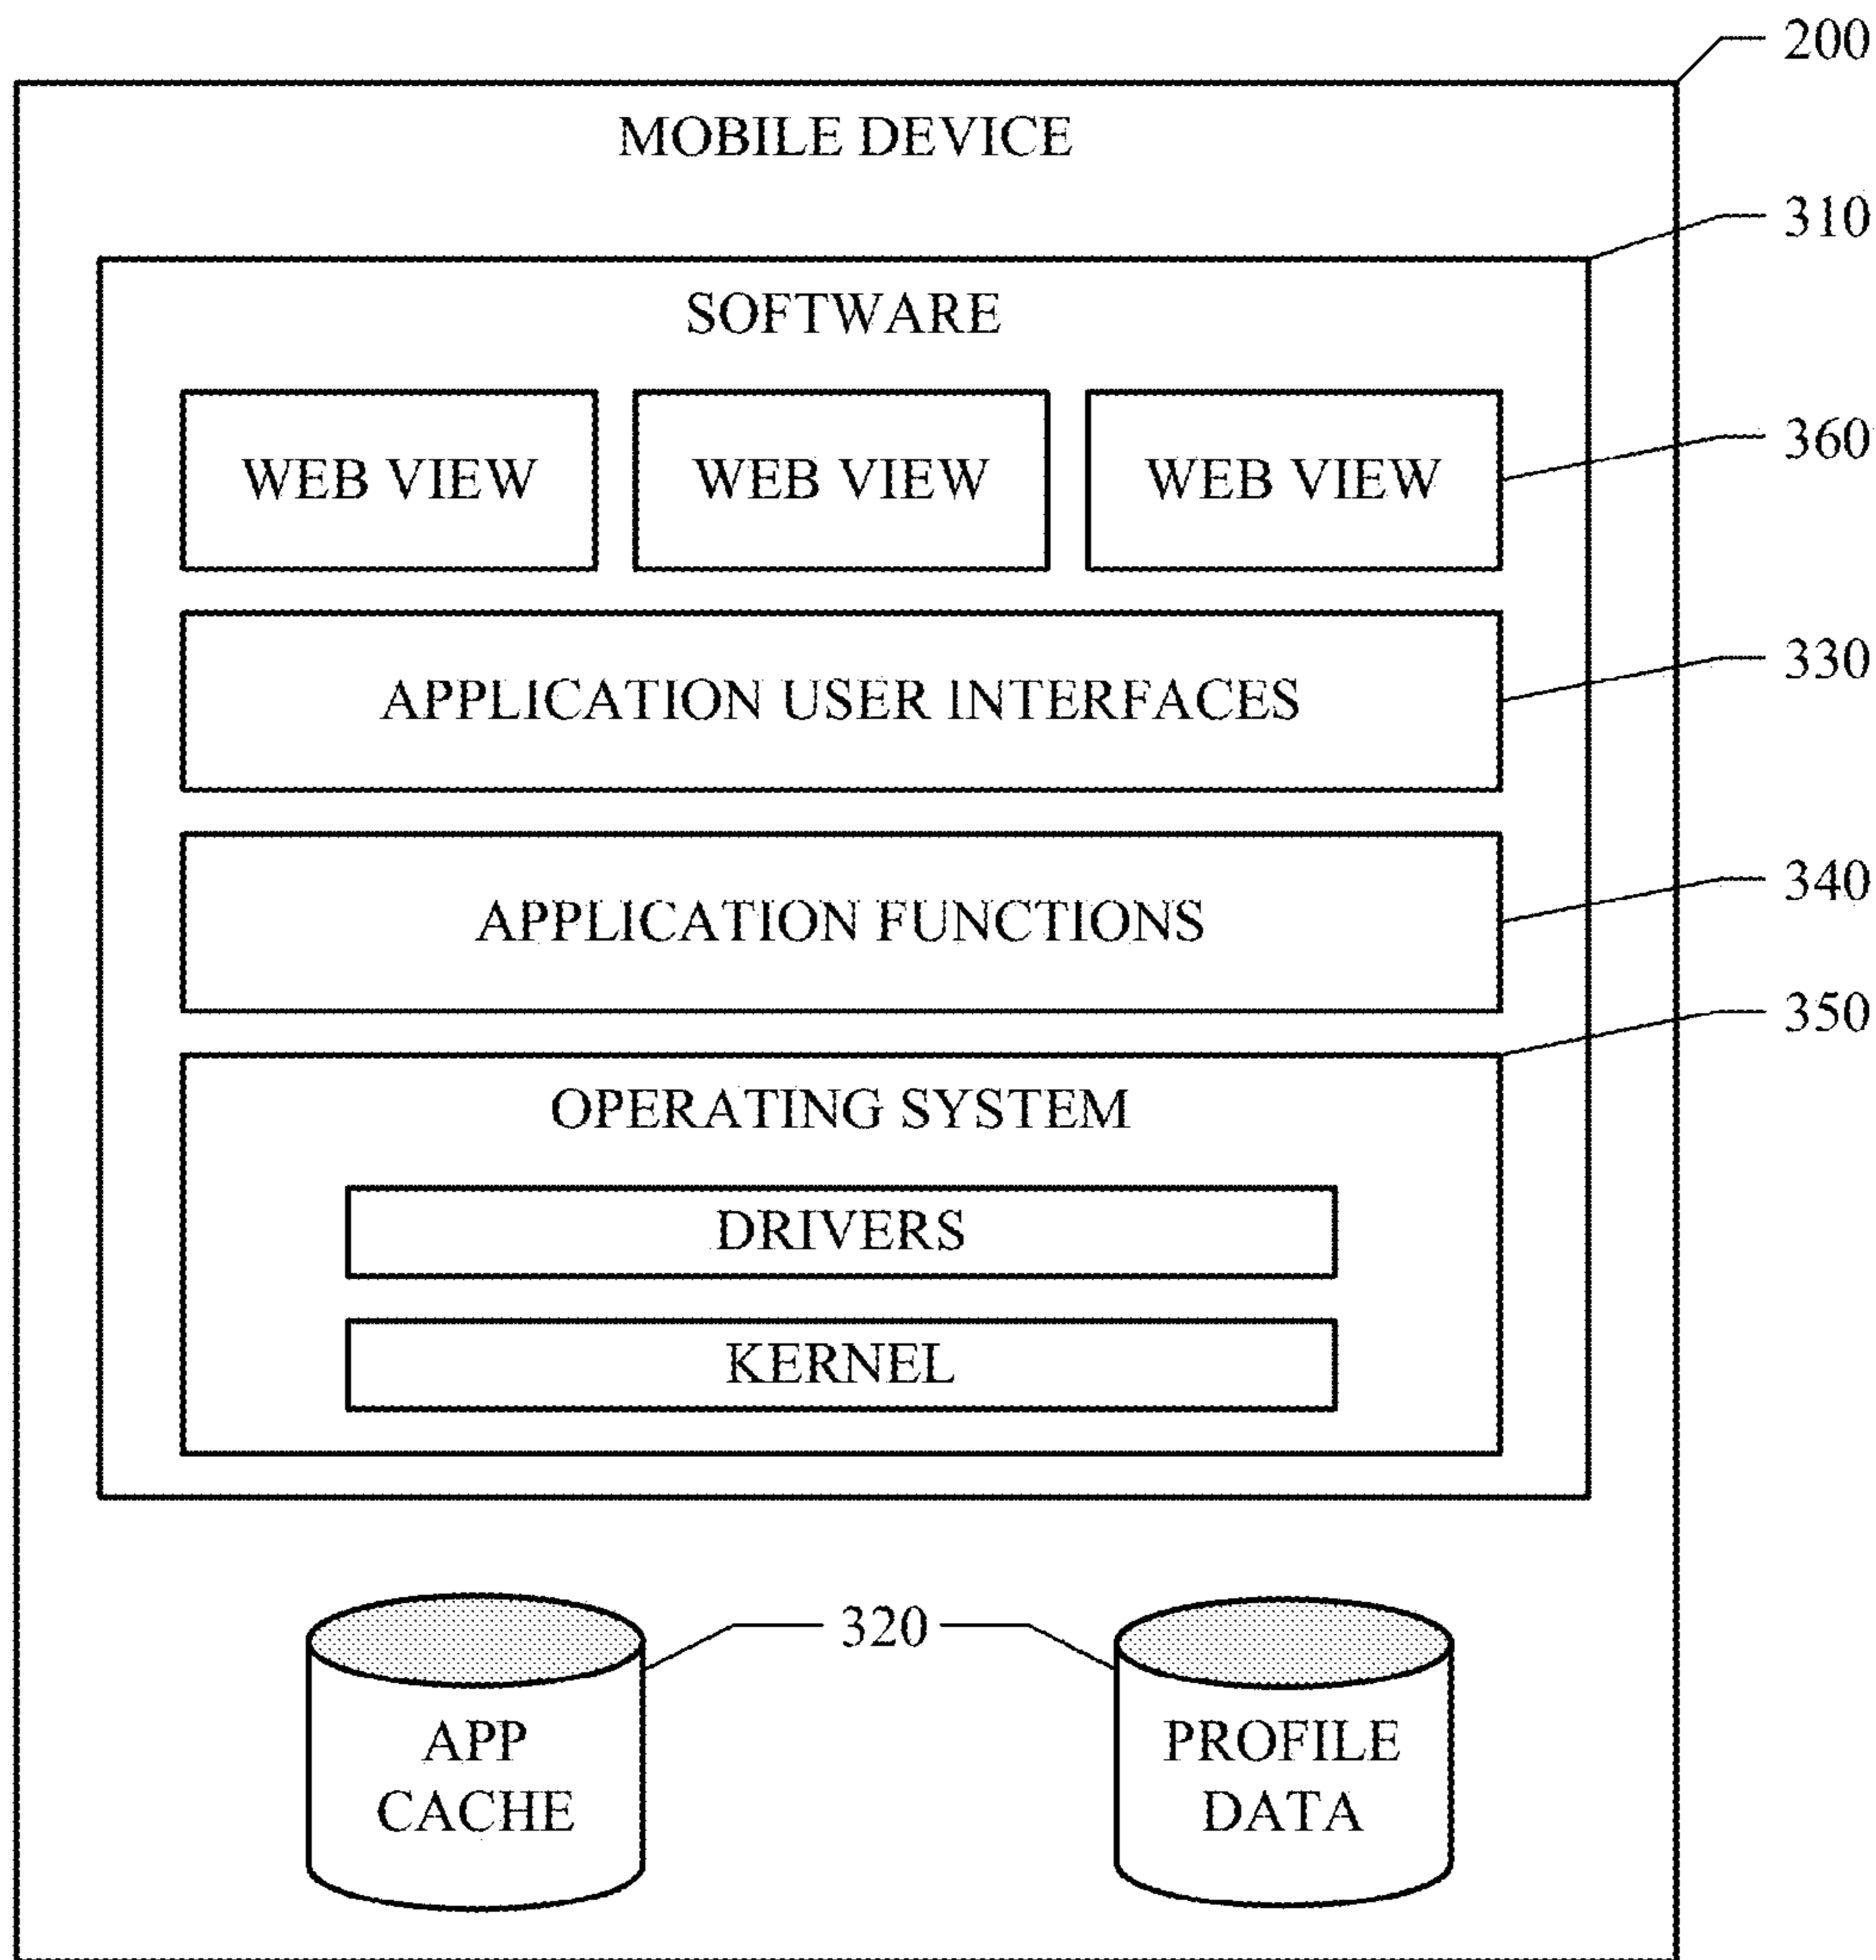 200
MOBILE DEVICE
310
SOFTWARE
360
WEB VIEW WEB VIEW WEB VIEW
330
APPLICATION USER INTERFACES
340
APPLICATION FUNCTIONS
350
OPERATING SYSTEM
DRIVERS
KERNEL
320
APP
CACHE
PROFILE
DATA